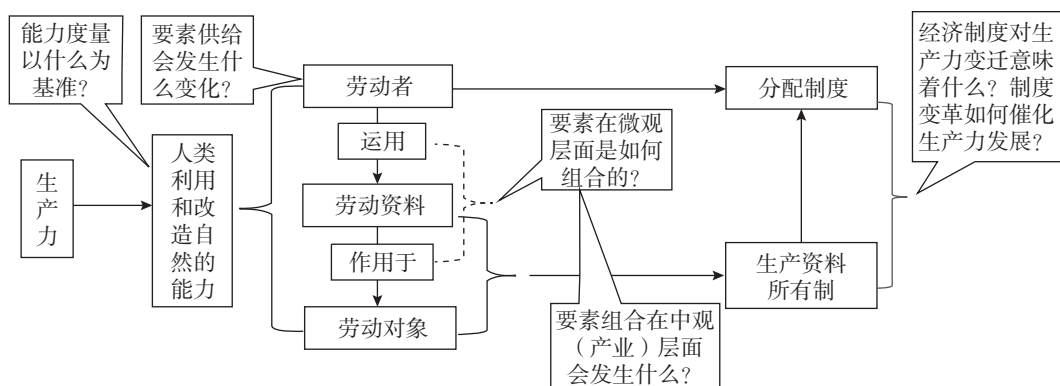 能力度量
以什么为
基准？
要素供给
会发生什
么变化？
经济制度对生
产力变迁意味
着什么？制度
变革如何催化
生产力发展？
劳动者
分配制度
运用
要素在微观
层面是如何
组合的？
生
产
力
人类
利用
和改
造自
然的
能力
劳动资料
作用于
生产资料
所有制
劳动对象
要素组合在中观
（产业）层面
会发生什么？